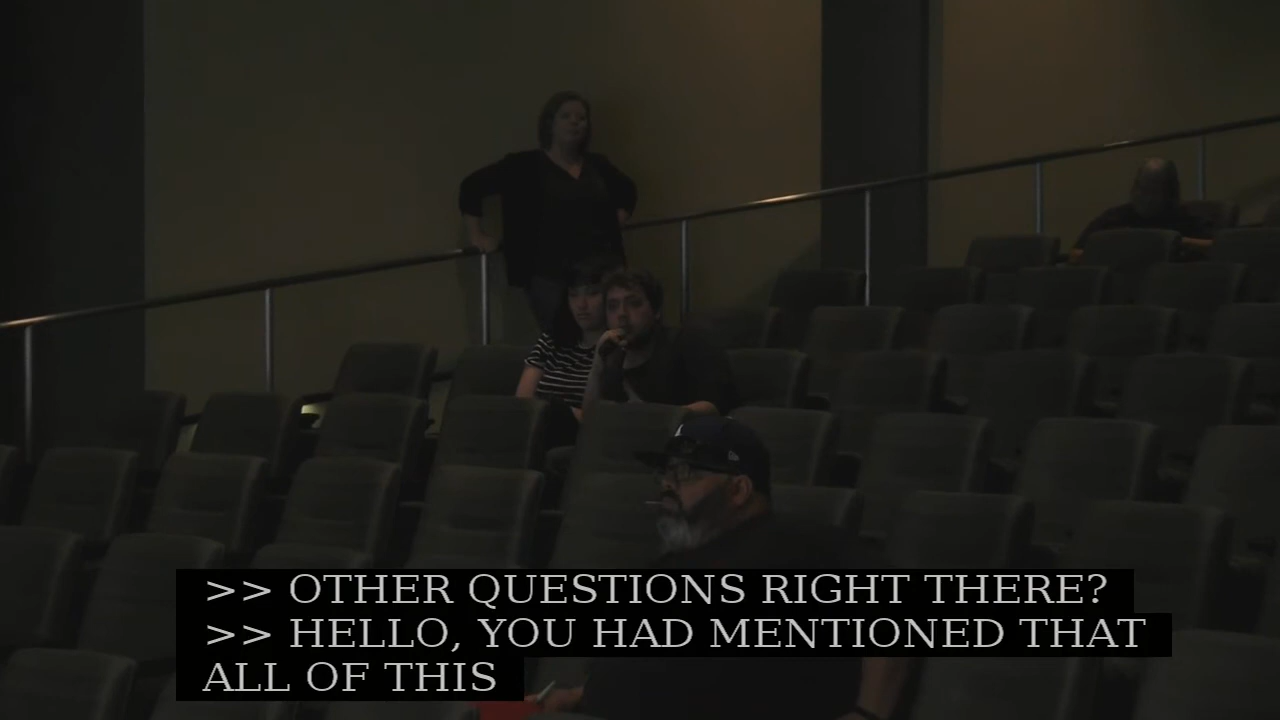 >> OTHER QUESTIONS RIGHT THERE?
>> HELLO, YOU HAD MENTIONED THAT
ALL OF THIS